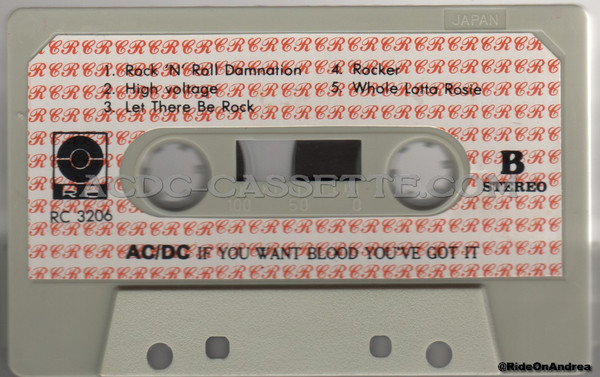 JAPAN
1. Rock 'N' Roll Damnation
2. High voltage
3. Let There Be Rock
4. Rocker
5. Whole Lotta Rosie
B
STEREO
RC 3206
ACDC-CASSETTE.COM
100 50 0
AC/DC IF YOU WANT BLOOD YOU'VE GOT IT
@RideOnAndrea